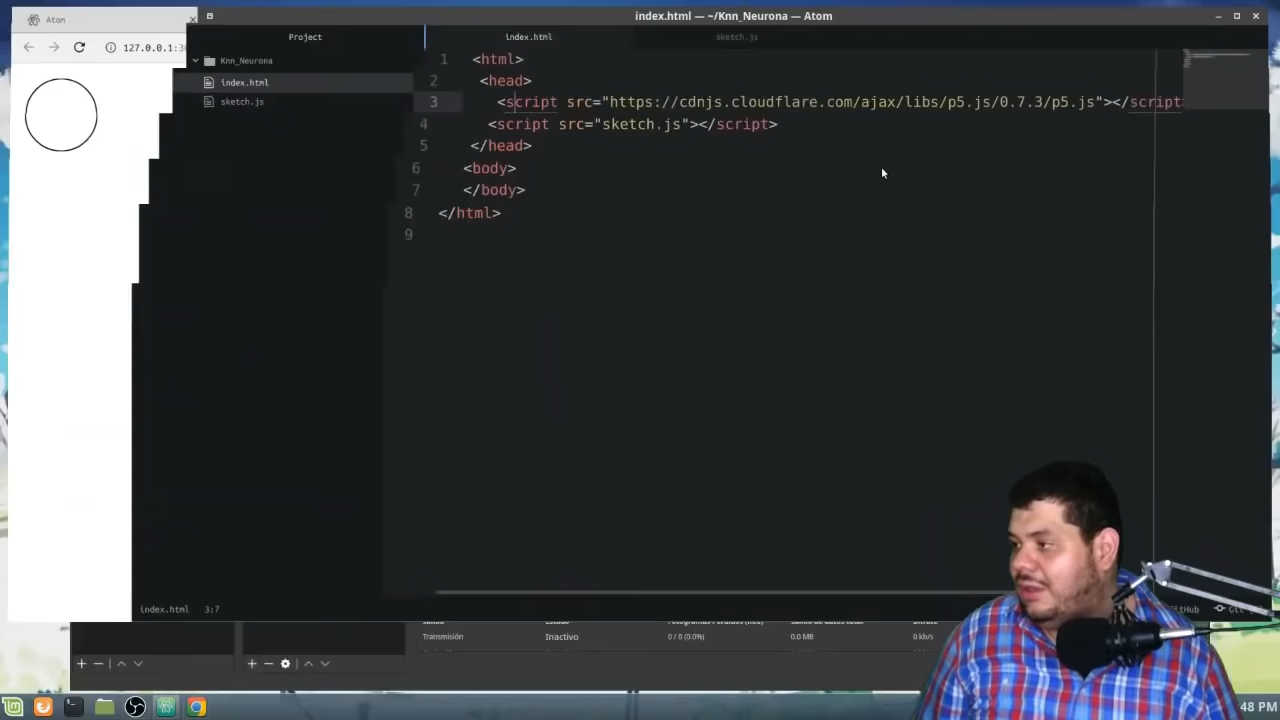 Atom
index.html — ~/Knn_Neurona — Atom
127.0.0.1:3
Project
index.html
sketch.js
Knn_Neurona
index.html
sketch.js
1 <html>
2 <head>
3 <script src="https://cdnjs.cloudflare.com/ajax/libs/p5.js/0.7.3/p5.js"></script>
4 <script src="sketch.js"></script>
5 </head>
6 <body>
7 </body>
8 </html>
9
index.html 3:7
GitHub
Transmisión
Inactivo
0 / 0 (0.0%)
0.0 MB
0 kb/s
48 PM